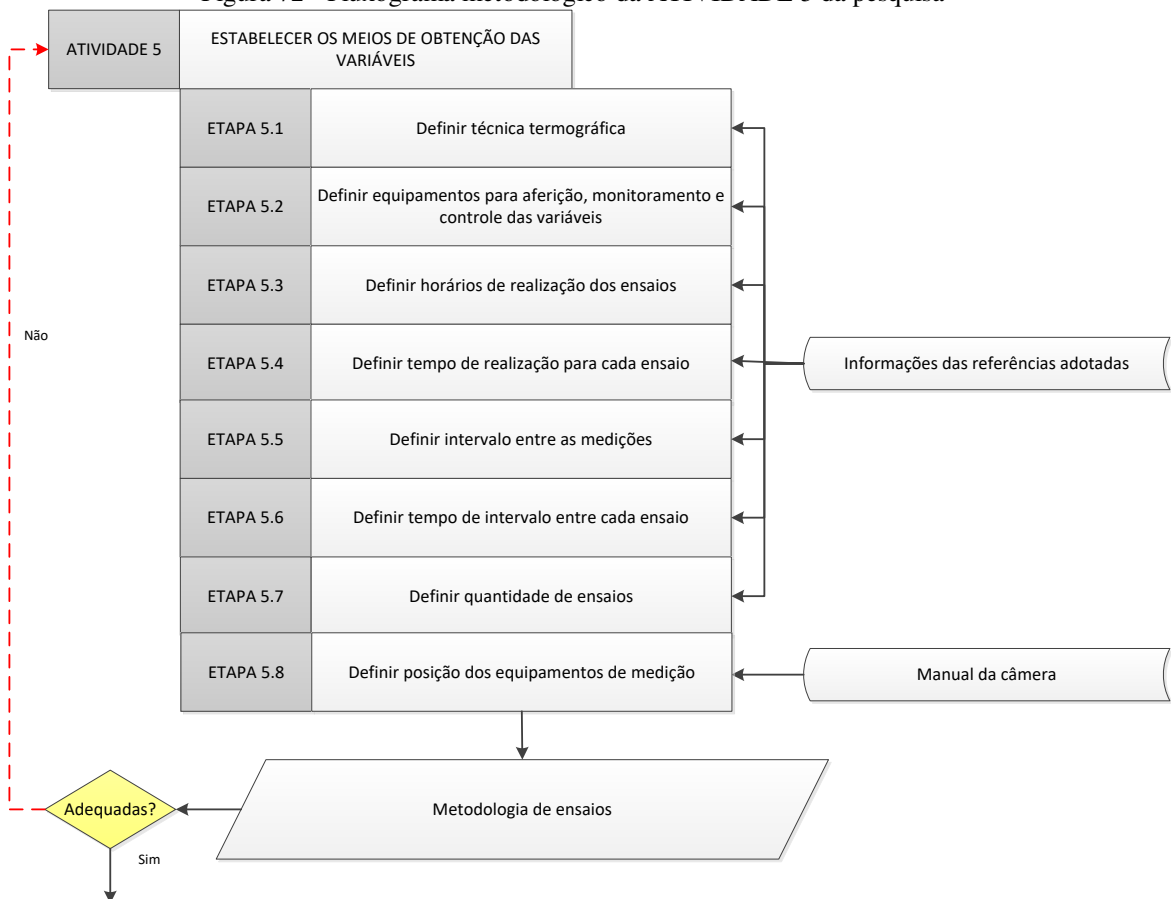 ATIVIDADE 5
ESTABELECER OS MEIOS DE OBTENÇÃO DAS
VARIÁVEIS
ETAPA 5.1
Definir técnica termográfica
ETAPA 5.2
Definir equipamentos para aferição, monitoramento e
controle das variáveis
ETAPA 5.3
Definir horários de realização dos ensaios
Não
ETAPA 5.4
Definir tempo de realização para cada ensaio
Informações das referências adotadas
ETAPA 5.5
Definir intervalo entre as medições
ETAPA 5.6
Definir tempo de intervalo entre cada ensaio
ETAPA 5.7
Definir quantidade de ensaios
ETAPA 5.8
Definir posição dos equipamentos de medição
Manual da câmera
Adequadas?
Metodologia de ensaios
Sim